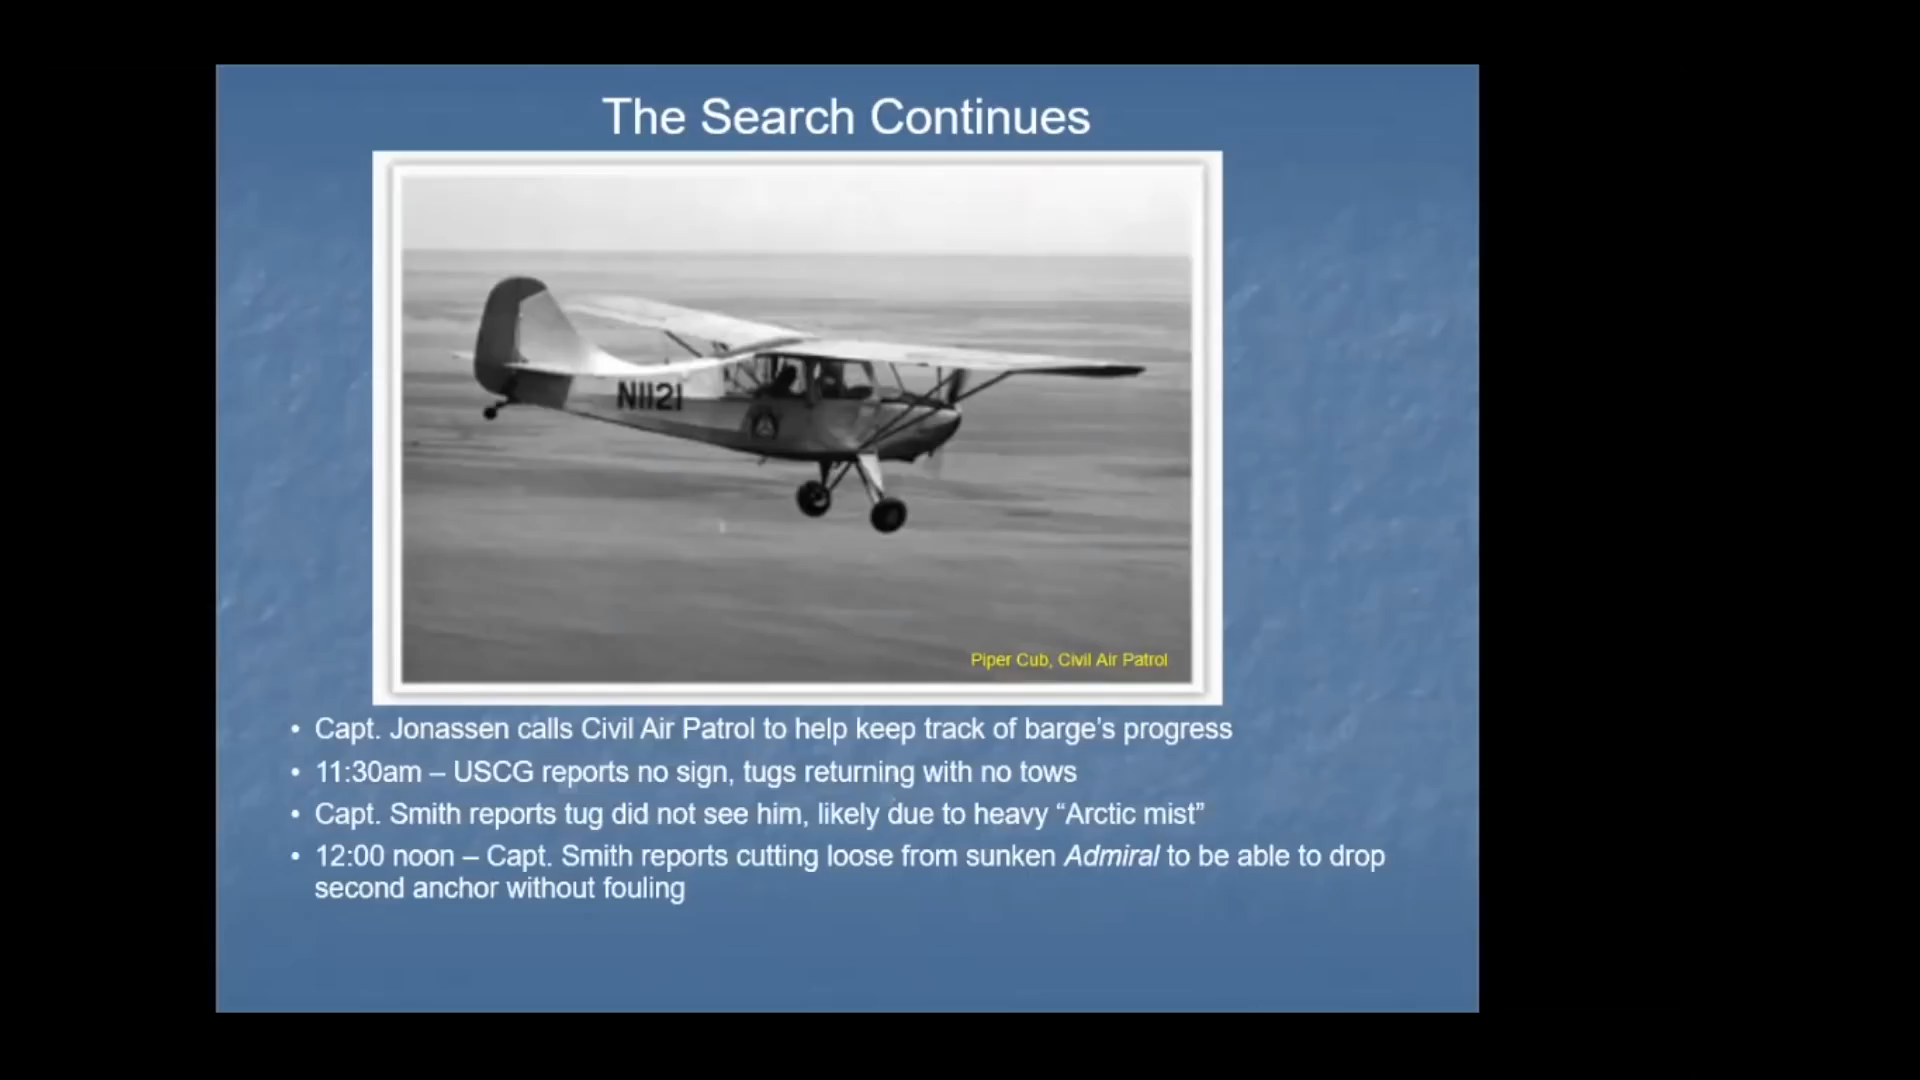 The Search Continues
N1121
Piper Cub, Civil Air Patrol
• Capt. Jonassen calls Civil Air Patrol to help keep track of barge’s progress
• 11:30am – USCG reports no sign, tugs returning with no tows
• Capt. Smith reports tug did not see him, likely due to heavy “Arctic mist”
• 12:00 noon – Capt. Smith reports cutting loose from sunken Admiral to be able to drop
second anchor without fouling